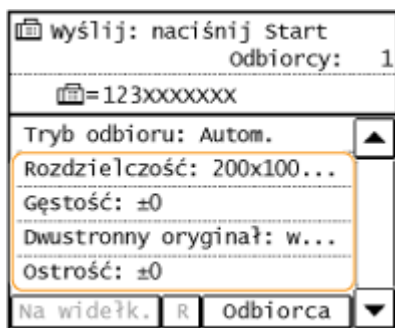 Wyślij: naciśnij Start
Odbiorcy: 1
=123xxxxxxx
Tryb odbioru: Autom.
Rozdzielczość: 200x100...
Gęstość: ±0
Dwustronny oryginał: w...
Ostrość: ±0
Na widełk. R Odbiorca